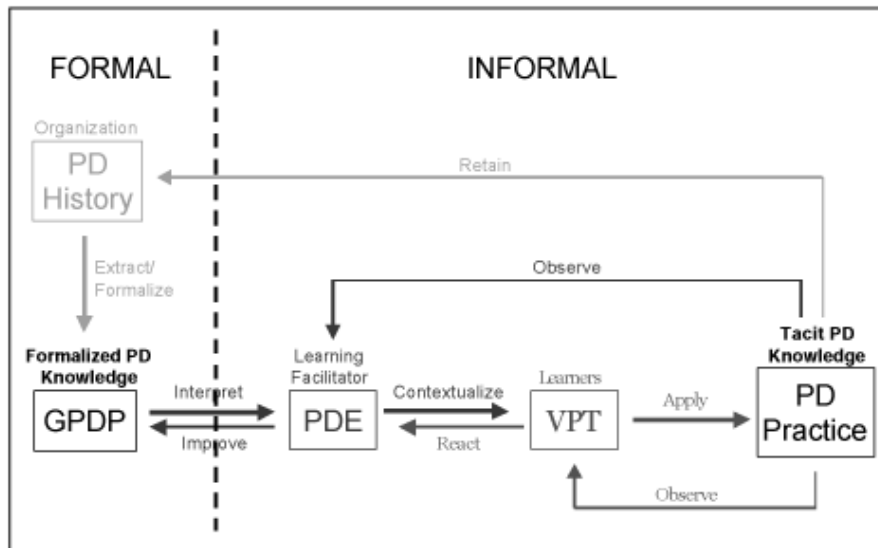 FORMAL
INFORMAL
Organization
PD
History
Retain
Extract/
Formalize
Observe
Formalized PD
Knowledge
GPDP
Interpret
Improve
Learning
Facilitator
PDE
Contextualize
React
Learners
VPT
Apply
Tacit PD
Knowledge
PD
Practice
Observe